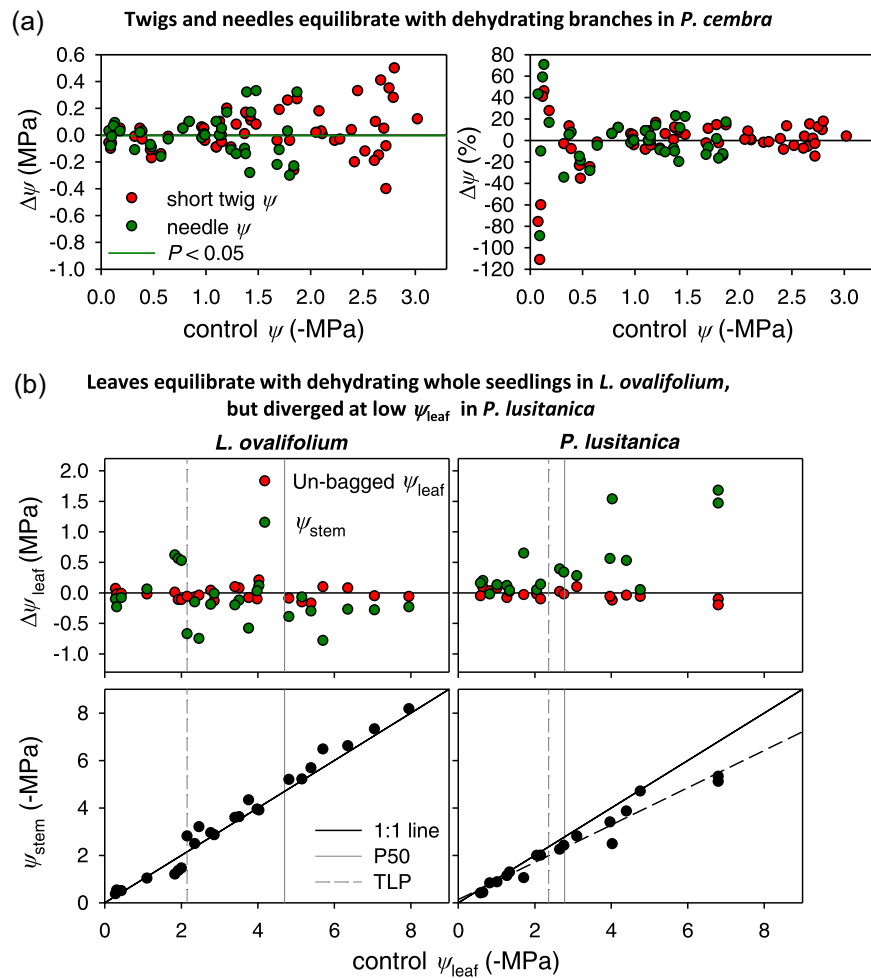 (a)
Twigs and needles equilibrate with dehydrating branches in P. cembra
Δψ (MPa)
0.6
0.4
0.2
0.0
-0.2
-0.4
-0.6
-0.8
-1.0
short twig ψ
needle ψ
P < 0.05
0.0 0.5 1.0 1.5 2.0 2.5 3.0
control ψ (-MPa)
Δψ (%)
80
60
40
20
0
-20
-40
-60
-80
-100
-120
0.0 0.5 1.0 1.5 2.0 2.5 3.0
control ψ (-MPa)
(b)
Leaves equilibrate with dehydrating whole seedlings in L. ovalifolium,
but diverged at low ψleaf in P. lusitanica
L. ovalifolium
P. lusitanica
Δψleaf (MPa)
2.0
1.5
1.0
0.5
0.0
-0.5
-1.0
Un-bagged ψleaf
ψstem
ψstem (-MPa)
8
6
4
2
0
1:1 line
P50
TLP
0 2 4 6 8
0 2 4 6 8
control ψleaf (-MPa)